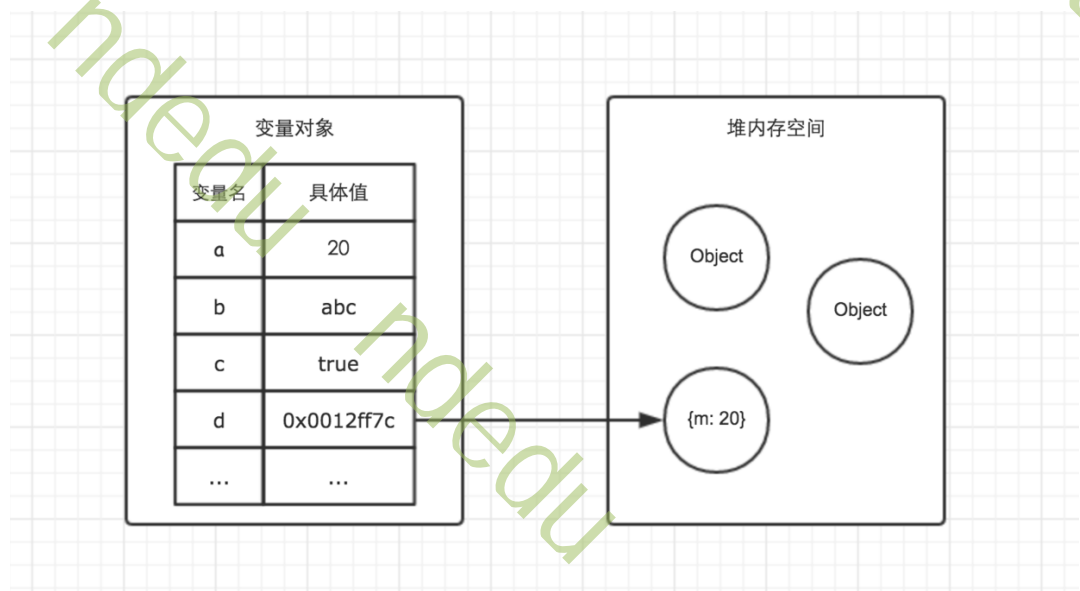 变量对象
变量名 具体值
a 20
b abc
c true
d 0x0012ff7c
... ...
堆内存空间
Object
Object
{m: 20}
ndedu
ndedu